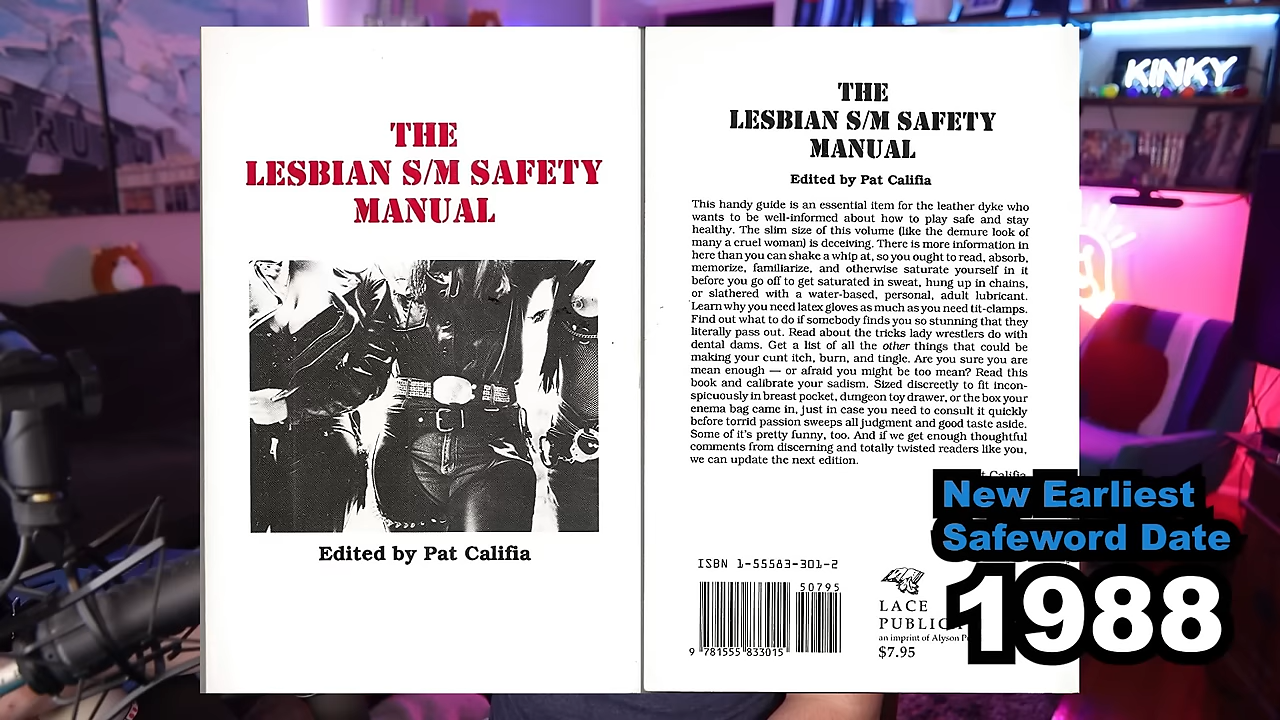 THE
LESBIAN S/M SAFETY
MANUAL
Edited by Pat Califia
THE
LESBIAN S/M SAFETY
MANUAL
Edited by Pat Califia
This handy guide is an essential item for the leather dyke who
wants to be well-informed about how to play safe and stay
healthy. The slim size of this volume (like the demure look of
many a cruel woman) is deceiving. There is more information in
here than you can shake a whip at, so you ought to read, absorb,
memorize, familiarize, and otherwise saturate yourself in it
before you go off to get saturated in sweat, hung up in chains,
or slathered with a water-based, personal, adult lubricant.
Learn why you need latex gloves as much as you need tit-clamps.
Find out what to do if somebody finds you so stunning that they
literally pass out. Read about the tricks lady wrestlers do with
dental dams. Get a list of all the other things that could be
making your cunt itch, burn, and tingle. Are you sure you are
mean enough — or afraid you might be too mean? Read this
book and calibrate your sadism. Sized discreetly to fit incon-
spicuously in breast pocket, dungeon toy drawer, or the box your
enema bag came in, just in case you need to consult it quickly
before torrid passion sweeps all judgment and good taste aside.
Some of it's pretty funny, too. And if we get enough thoughtful
comments from discerning and totally twisted readers like you,
we can update the next edition.
Califia
ISBN 1-55583-301-2
50795
9 781555 833015
LACE
an imprint of Alyson
$7.95
New Earliest
Safeword Date
1988
KINKY
TRU